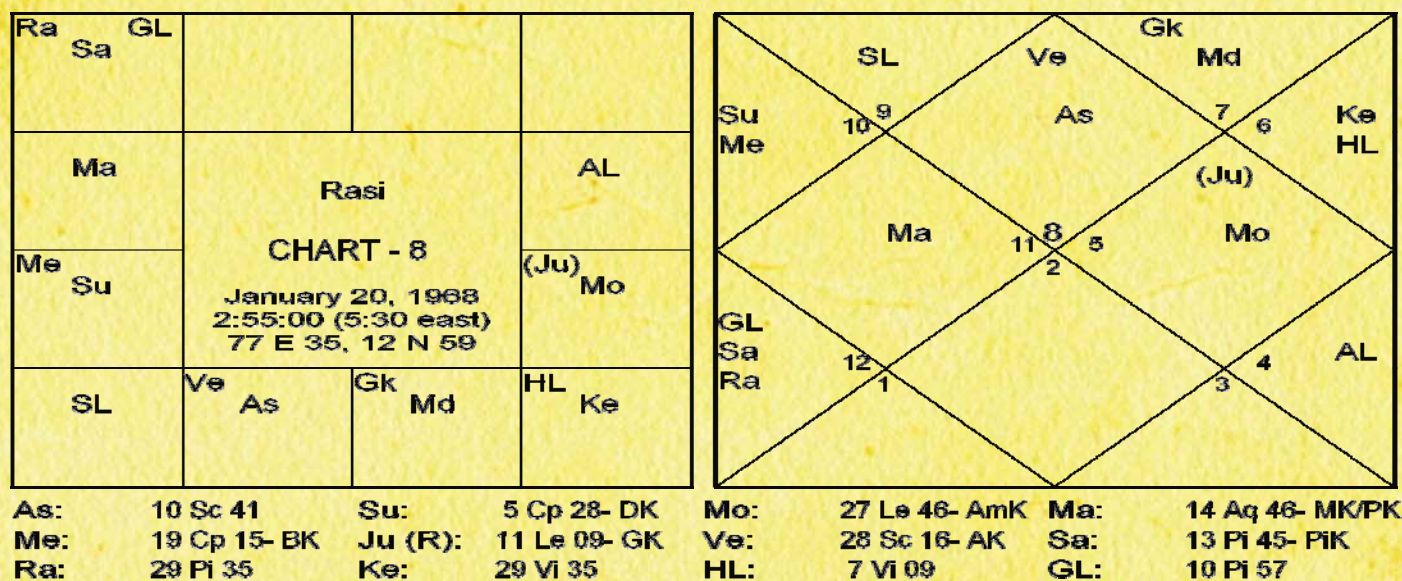 Ra GL
Sa
Ma
AL
Rasi
CHART - 8
January 20, 1968
2:55:00 (5:30 east)
77 E 35, 12 N 59
Me
Su
(Ju)
Mo
SL
Ve
As
Gk
Md
HL
Ke
Gk
SL Ve Md
Su
Me
10 9
As
7 6
Ke
HL
(Ju)
Ma
11 8 5
2
Mo
GL
Sa
Ra
12
1
4
3
AL
As: 10 Sc 41 Su: 5 Cp 28- DK Mo: 27 Le 46- AmK Ma: 14 Aq 46- MK/PK
Me: 19 Cp 15- BK Ju (R): 11 Le 09- GK Ve: 28 Sc 16- AK Sa: 13 Pi 45- PiK
Ra: 29 Pi 35 Ke: 29 Vi 35 HL: 7 Vi 09 GL: 10 Pi 57